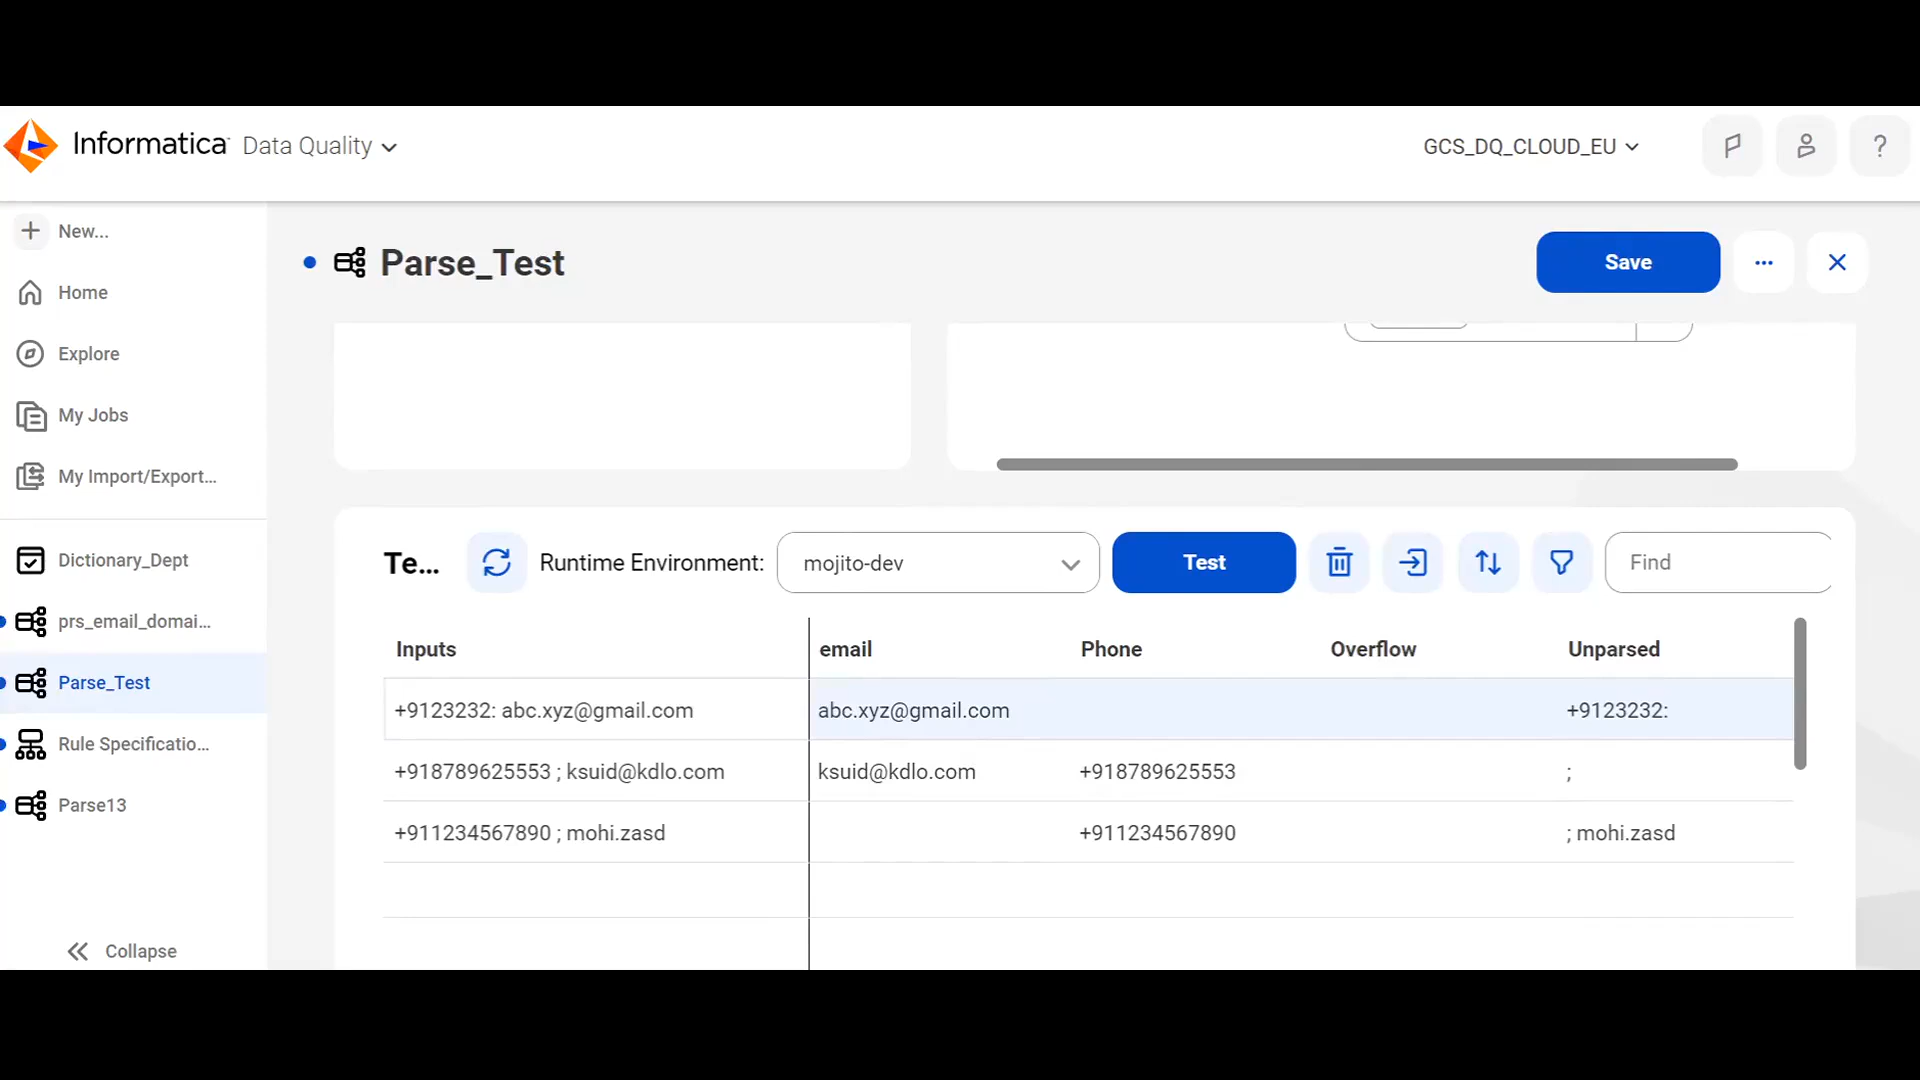 Informatica Data Quality
GCS_DQ_CLOUD_EU
?
New...
Home
Explore
My Jobs
My Import/Export...
Dictionary_Dept
prs_email_domai...
Parse_Test
Rule Specificatio...
Parse13
Collapse
Parse_Test
Save
...
Te... Runtime Environment: mojito-dev Test Find
Inputs email Phone Overflow Unparsed
+9123232: abc.xyz@gmail.com abc.xyz@gmail.com +9123232:
+918789625553 ; ksuid@kdlo.com ksuid@kdlo.com +918789625553 ;
+911234567890 ; mohi.zasd +911234567890 ; mohi.zasd